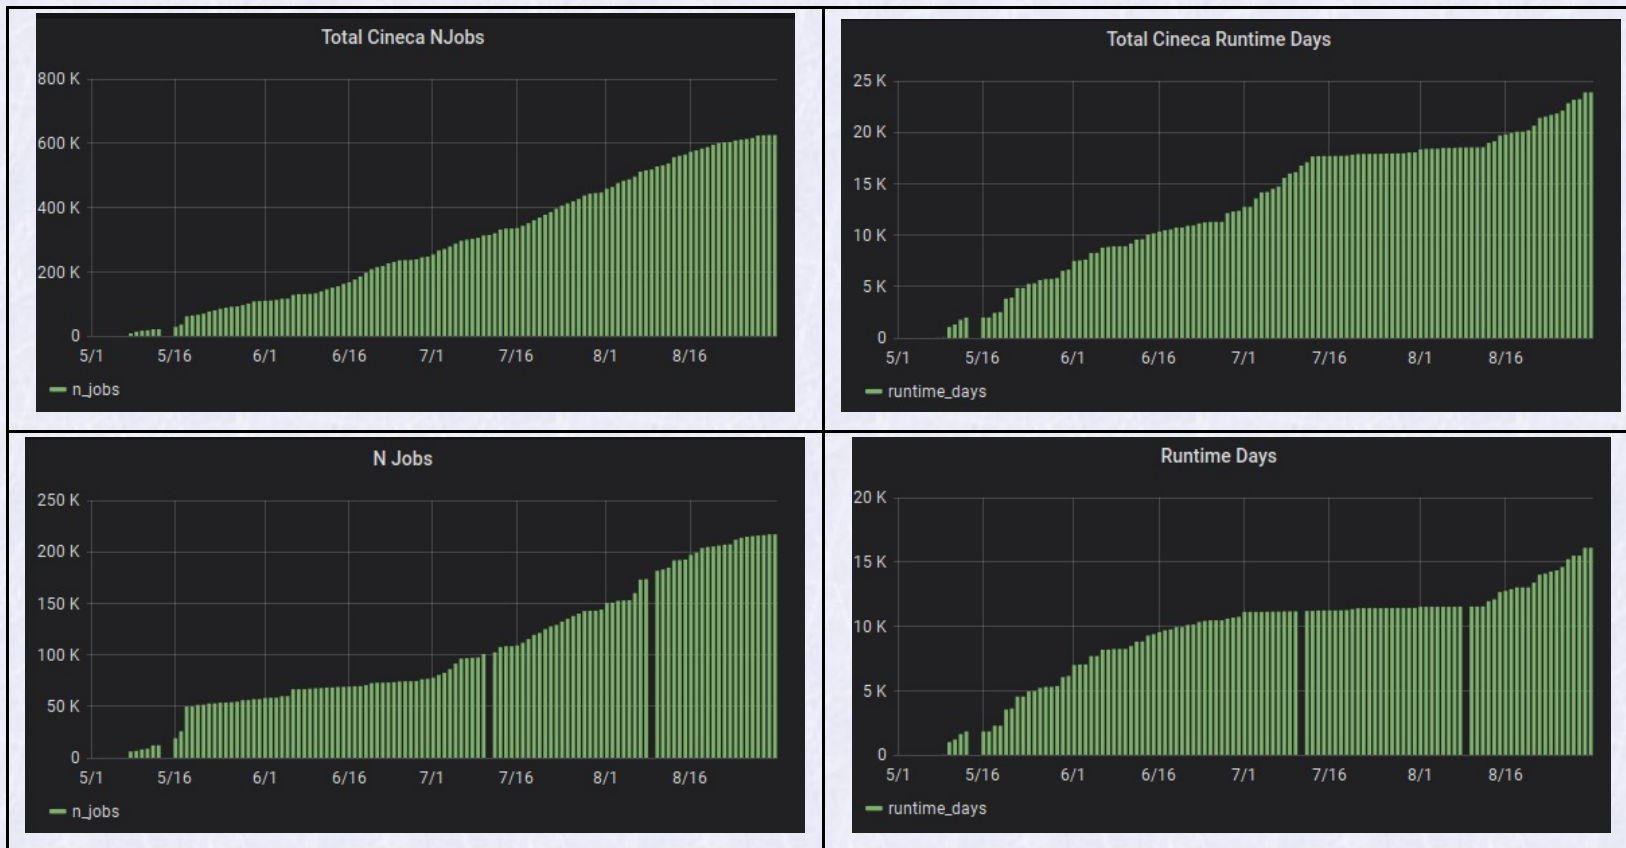 Total Cineca NJobs
800 K
600 K
400 K
200 K
0
5/1 5/16 6/1 6/16 7/1 7/16 8/1 8/16
n_jobs
Total Cineca Runtime Days
25 K
20 K
15 K
10 K
5 K
0
5/1 5/16 6/1 6/16 7/1 7/16 8/1 8/16
runtime_days
N Jobs
250 K
200 K
150 K
100 K
50 K
0
5/1 5/16 6/1 6/16 7/1 7/16 8/1 8/16
n_jobs
Runtime Days
20 K
15 K
10 K
5 K
0
5/1 5/16 6/1 6/16 7/1 7/16 8/1 8/16
runtime_days